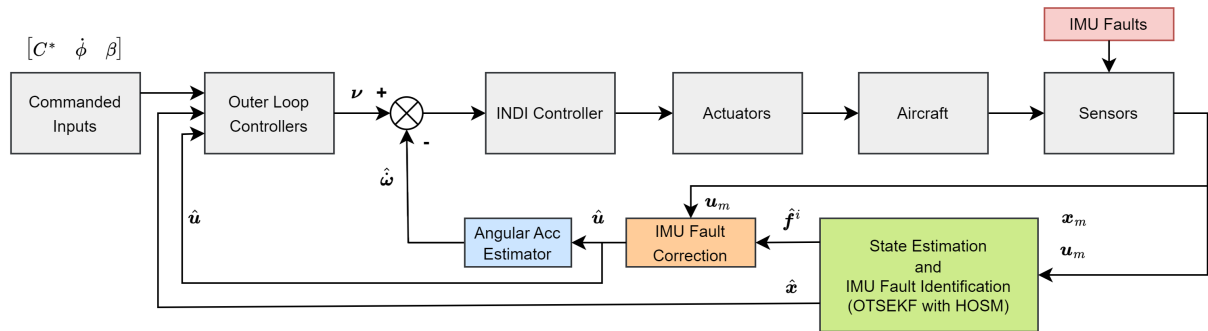 IMU Faults
[C* ϕ̇ β]
Commanded
Inputs
Outer Loop
Controllers
ν +
-
INDI Controller
Actuators
Aircraft
Sensors
ω̇̂
û
Angular Acc
Estimator
û
IMU Fault
Correction
u_m
f̂^i
State Estimation
and
IMU Fault Identification
(OTSEKF with HOSM)
x_m
u_m
x̂